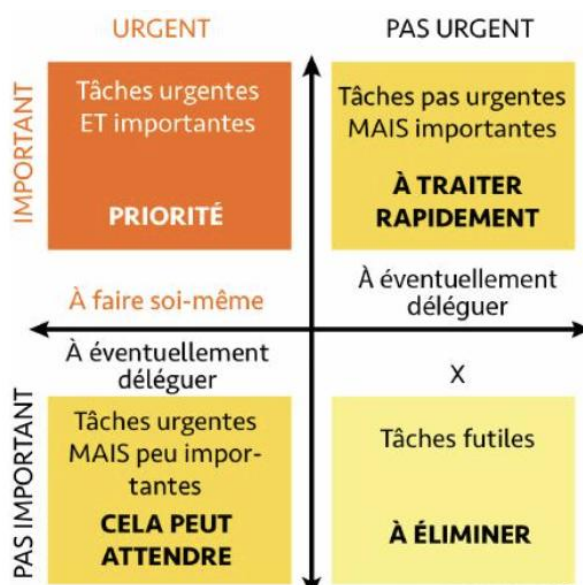 URGENT
PAS URGENT
IMPORTANT
Tâches urgentes
ET importantes
PRIORITÉ
Tâches pas urgentes
MAIS importantes
À TRAITER
RAPIDEMENT
À faire soi-même
À éventuellement
déléguer
PAS IMPORTANT
À éventuellement
déléguer
Tâches urgentes
MAIS peu impor-
tantes
CELA PEUT
ATTENDRE
X
Tâches futiles
À ÉLIMINER